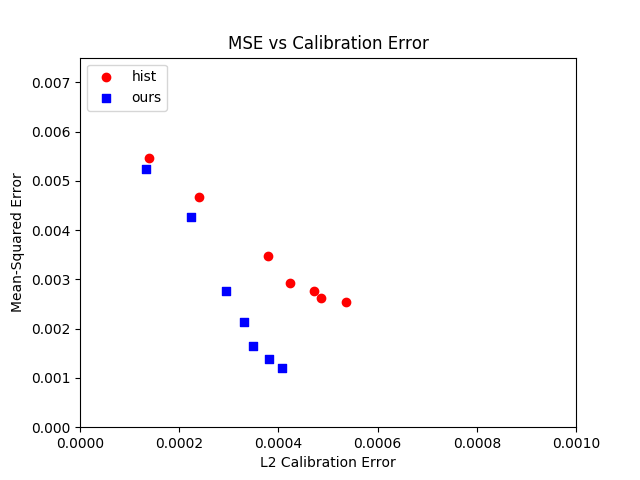 MSE vs Calibration Error
hist
ours
Mean-Squared Error
0.007
0.006
0.005
0.004
0.003
0.002
0.001
0.000
0.0000 0.0002 0.0004 0.0006 0.0008 0.0010
L2 Calibration Error